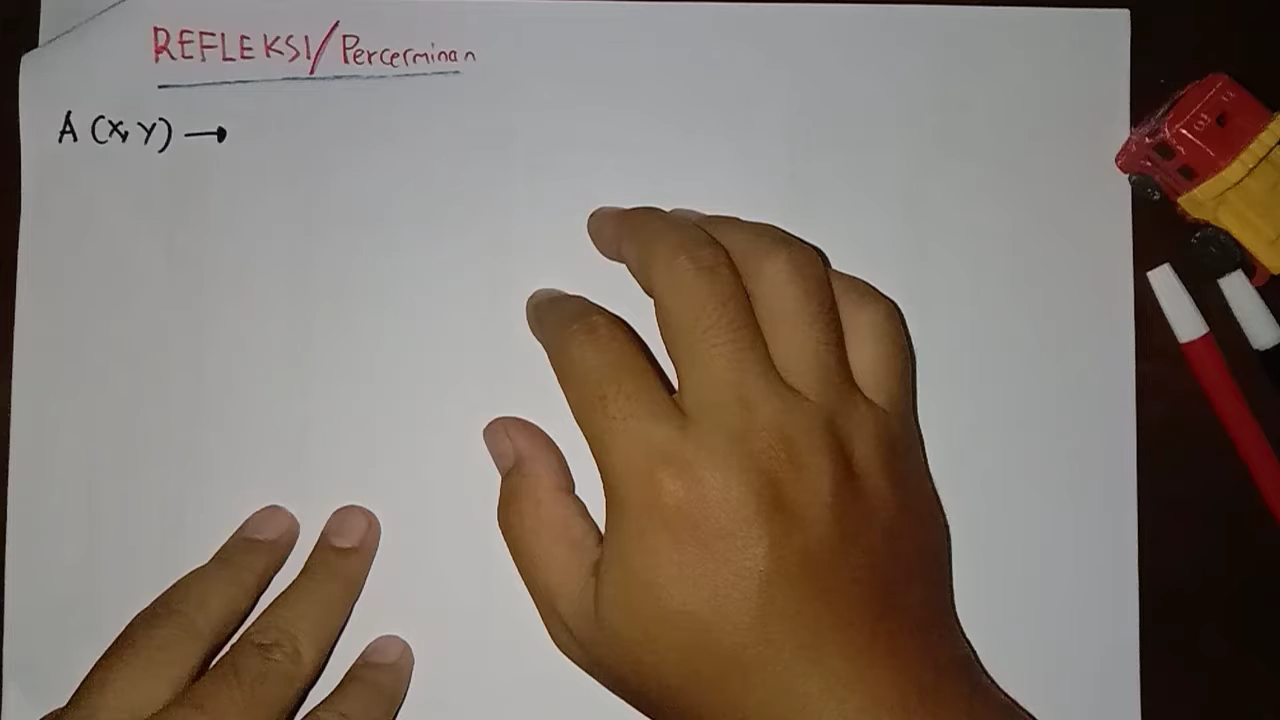 REFLEKSI/Percerminan
A (X,Y) →